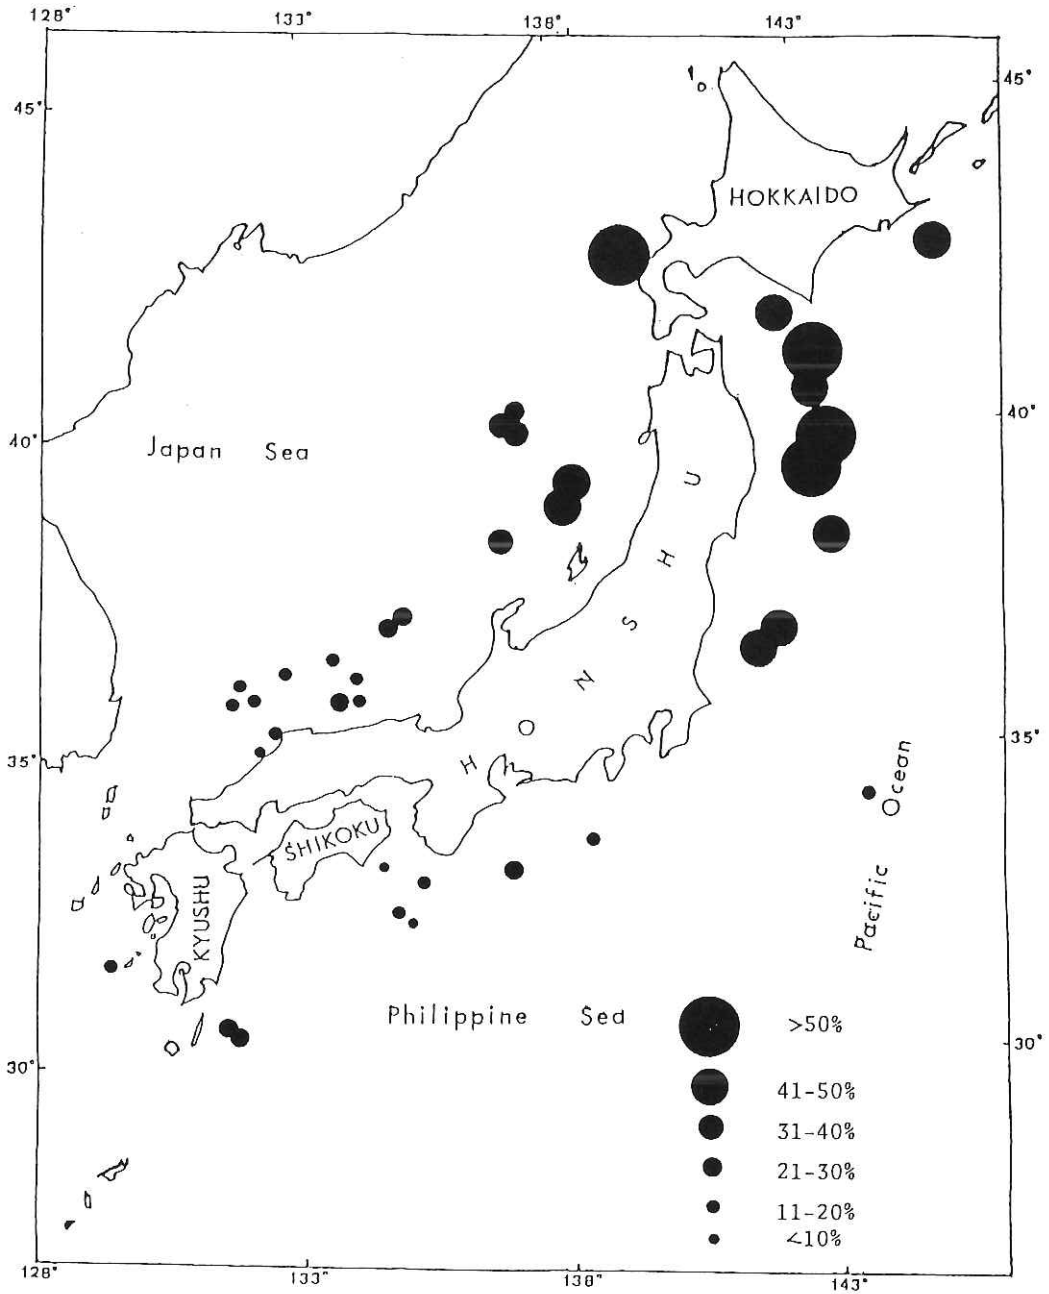 128° 133° 138° 143°
45° 45°
HOKKAIDO
40° 40°
Japan Sea
HONSHU
35° 35°
SHIKOKU
KYUSHU
Pacific Ocean
Philippine Sea
>50%
30° 30°
41-50%
31-40%
21-30%
11-20%
<10%
128° 133° 138° 143°